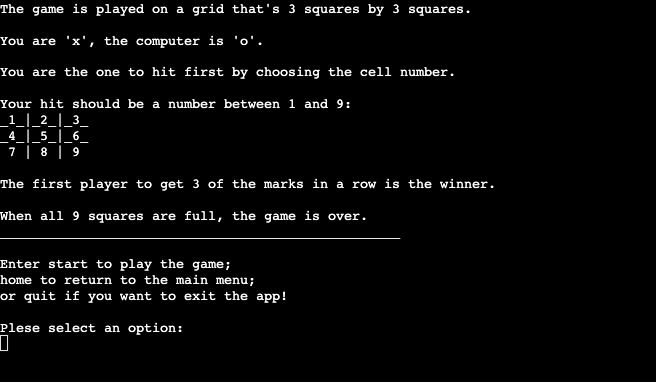 The game is played on a grid that's 3 squares by 3 squares.
You are 'x', the computer is 'o'.
You are the one to hit first by choosing the cell number.
Your hit should be a number between 1 and 9:
_1_|_2_|_3_
_4_|_5_|_6_
 7 | 8 | 9
The first player to get 3 of the marks in a row is the winner.
When all 9 squares are full, the game is over.
__________________________________________________
Enter start to play the game;
home to return to the main menu;
or quit if you want to exit the app!
Plese select an option: